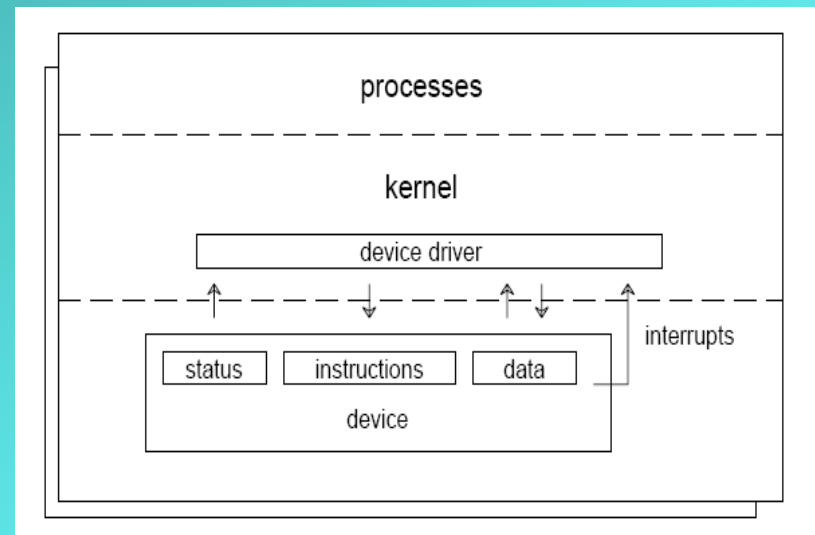 processes
kernel
device driver
interrupts
status
instructions
data
device